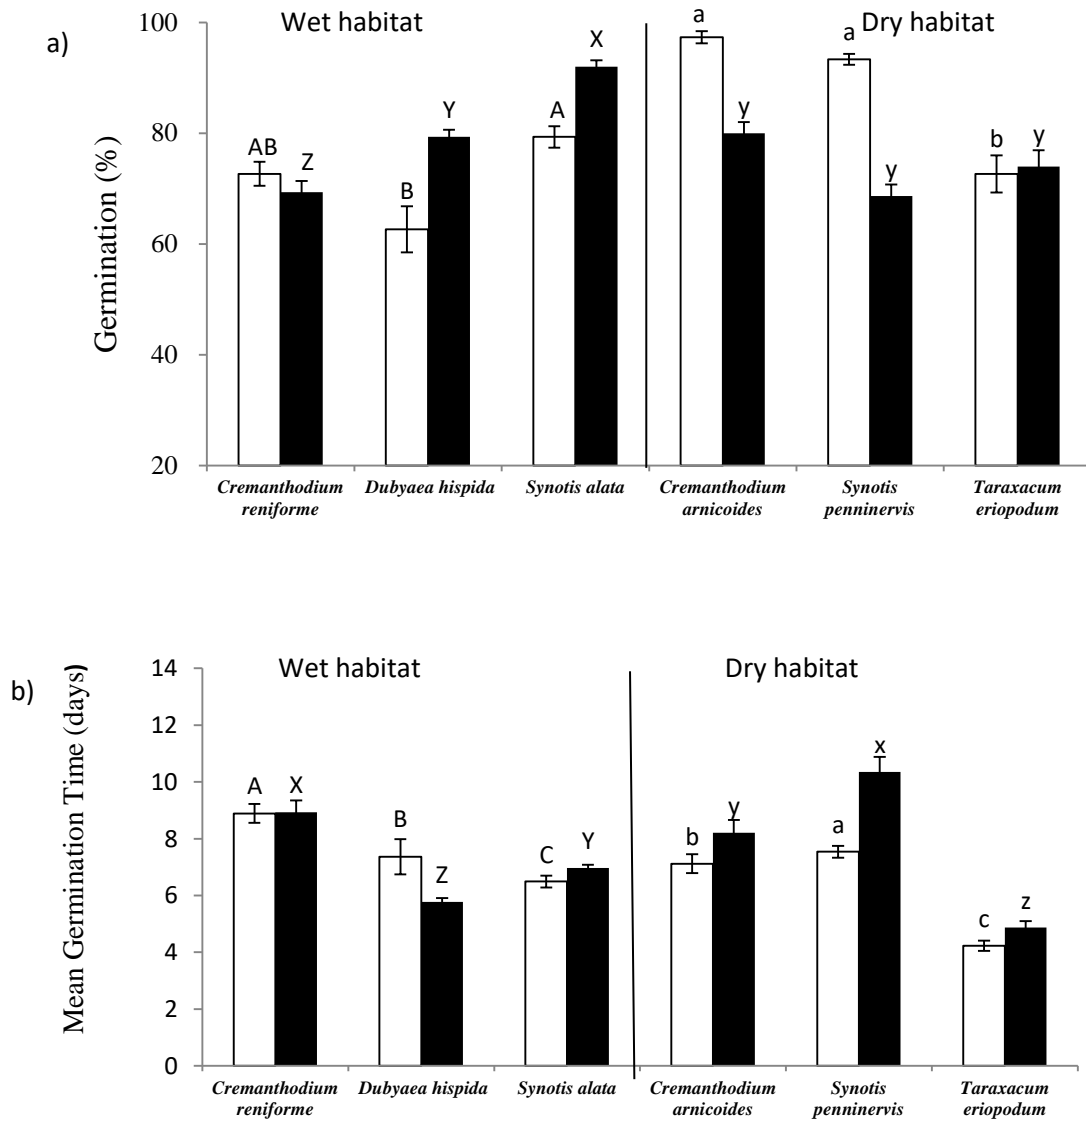 a)
Wet habitat
Dry habitat
Germination (%)
100
80
60
40
20
AB
Z
B
Y
A
X
a
y
a
y
b
y
Cremanthodium
reniforme
Dubyaea hispida
Synotis alata
Cremanthodium
arnicoides
Synotis
penninervis
Taraxacum
eriopodum
b)
Wet habitat
Dry habitat
Mean Germination Time (days)
14
12
10
8
6
4
2
0
A
X
B
Z
C
Y
b
y
a
x
c
z
Cremanthodium
reniforme
Dubyaea hispida
Synotis alata
Cremanthodium
arnicoides
Synotis
penninervis
Taraxacum
eriopodum